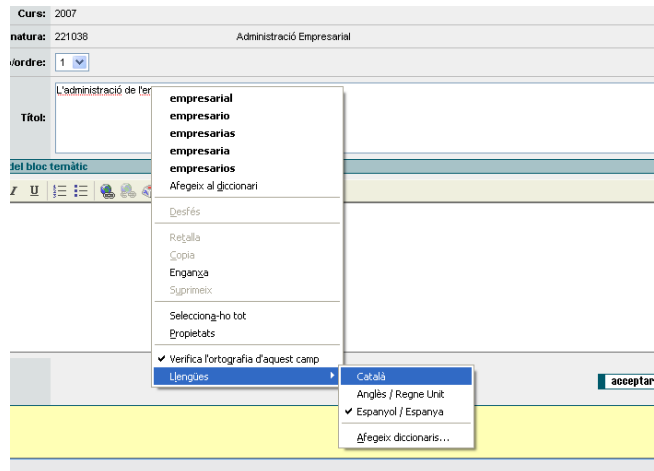 Curs: 2007
natura: 221038 Administració Empresarial
/ordre: 1
Títol: L'administració de l'em
empresarial
empresario
empresarias
empresaria
empresarios
Afegeix al diccionari
del bloc temàtic
I U
Desfés
Retalla
Copia
Enganxa
Suprimeix
Selecciona-ho tot
Propietats
Verifica l'ortografia d'aquest camp
Llengües
Català
Anglès / Regne Unit
Espanyol / Espanya
Afegeix diccionaris...
acceptar